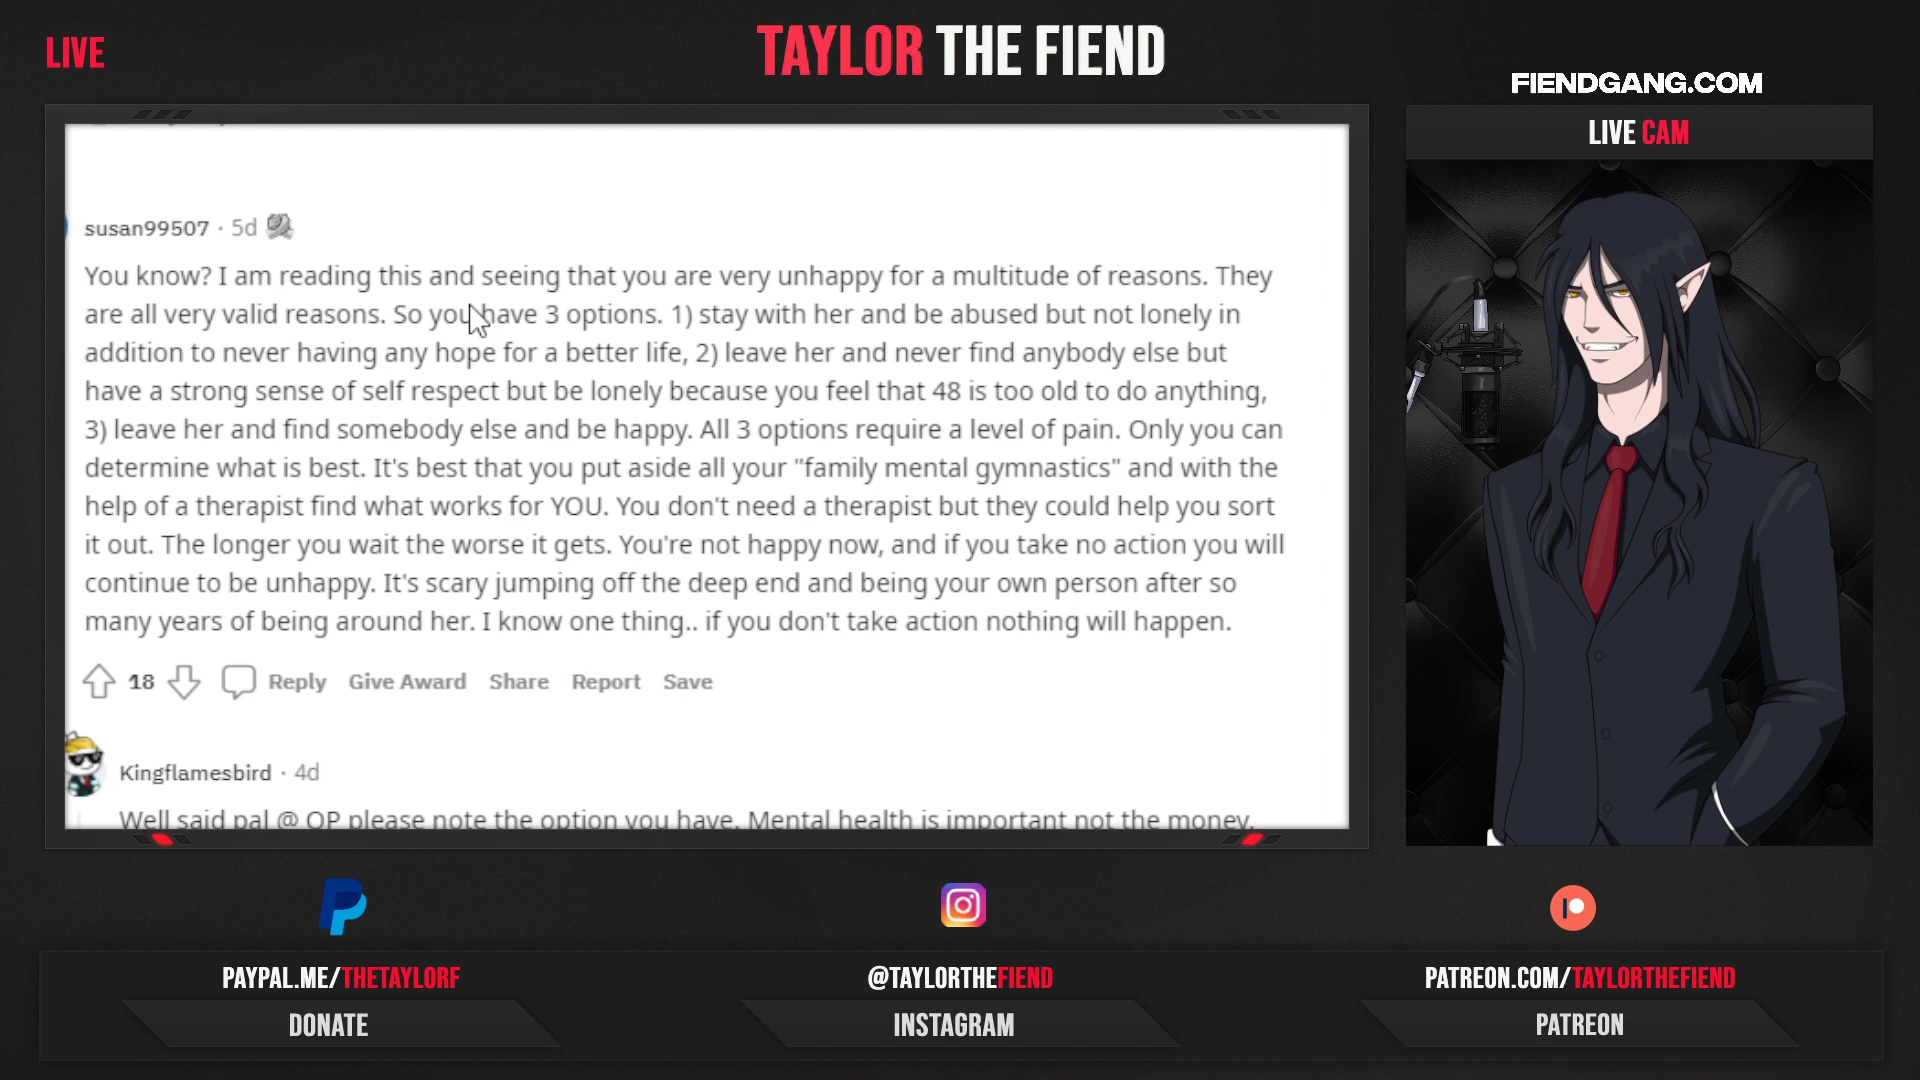 LIVE
TAYLOR THE FIEND
FIENDGANG.COM
LIVE CAM
susan99507 · 5d
You know? I am reading this and seeing that you are very unhappy for a multitude of reasons. They
are all very valid reasons. So you have 3 options. 1) stay with her and be abused but not lonely in
addition to never having any hope for a better life, 2) leave her and never find anybody else but
have a strong sense of self respect but be lonely because you feel that 48 is too old to do anything,
3) leave her and find somebody else and be happy. All 3 options require a level of pain. Only you can
determine what is best. It's best that you put aside all your "family mental gymnastics" and with the
help of a therapist find what works for YOU. You don't need a therapist but they could help you sort
it out. The longer you wait the worse it gets. You're not happy now, and if you take no action you will
continue to be unhappy. It's scary jumping off the deep end and being your own person after so
many years of being around her. I know one thing.. if you don't take action nothing will happen.
18 Reply Give Award Share Report Save
Kingflamesbird · 4d
Well said pal @ OP please note the option you have. Mental health is important not the money.
PAYPAL.ME/THETAYLORF
@TAYLORTHEFIEND
PATREON.COM/TAYLORTHEFIEND
DONATE
INSTAGRAM
PATREON